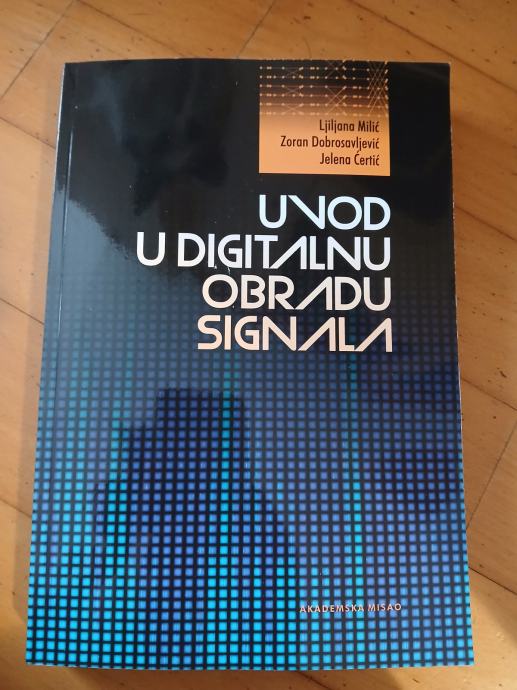 Ljiljana Milić
Zoran Dobrosavljević
Jelena Ćertić
UVOD
U DIGITALNU
OBRADU
SIGNALA
AKADEMSKA MISAO